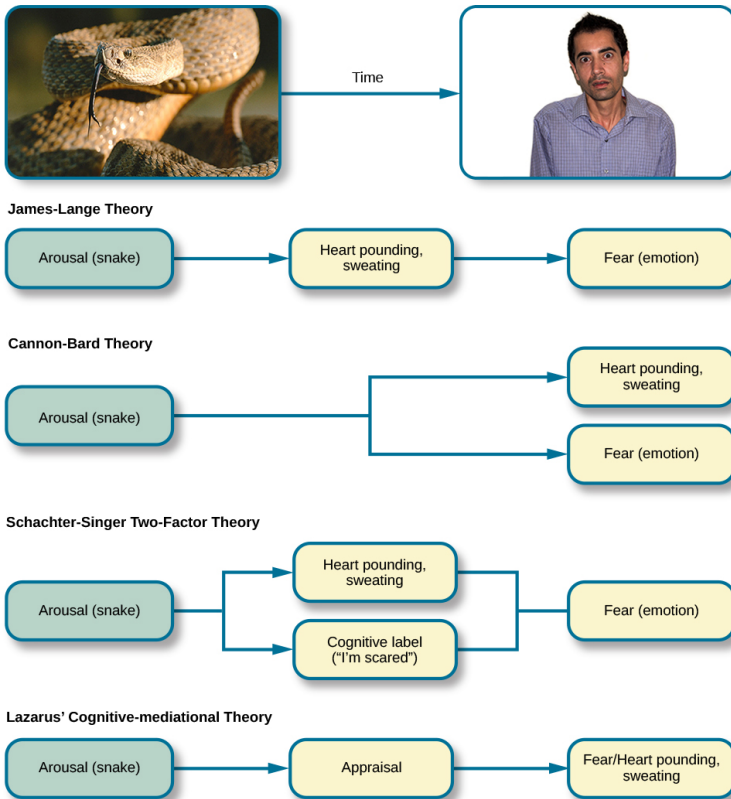 Time
James-Lange Theory
Arousal (snake)
Heart pounding,
sweating
Fear (emotion)
Cannon-Bard Theory
Arousal (snake)
Heart pounding,
sweating
Fear (emotion)
Schachter-Singer Two-Factor Theory
Arousal (snake)
Heart pounding,
sweating
Cognitive label
(“I’m scared”)
Fear (emotion)
Lazarus’ Cognitive-mediational Theory
Arousal (snake)
Appraisal
Fear/Heart pounding,
sweating